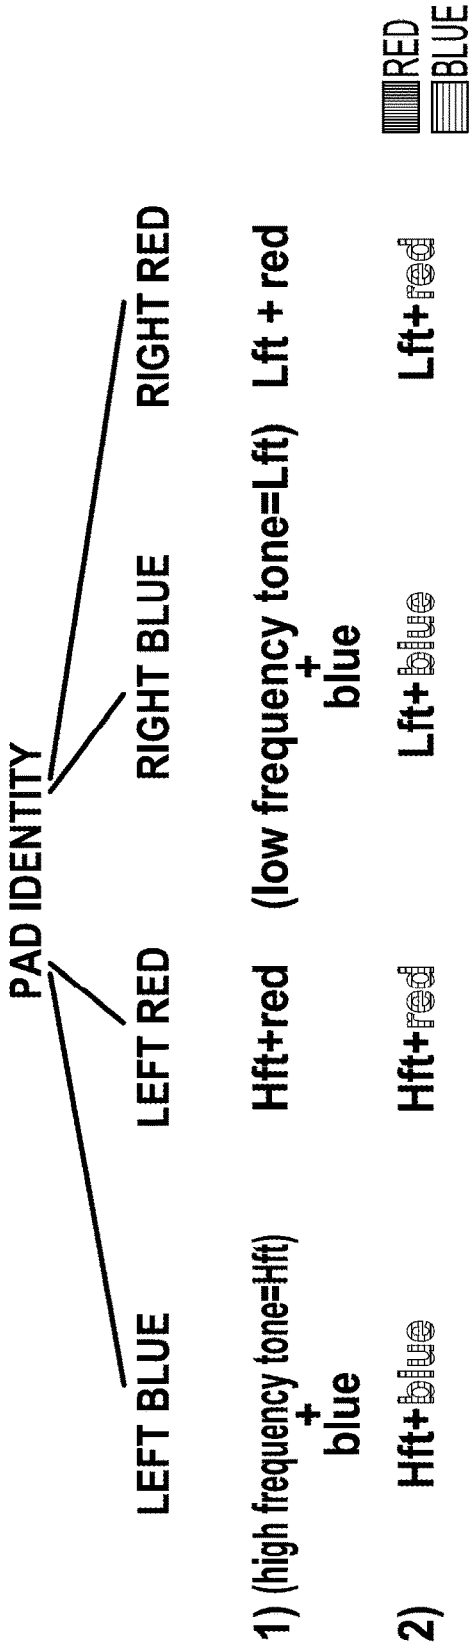 PAD IDENTITY
LEFT BLUE LEFT RED RIGHT BLUE RIGHT RED
1) (high frequency tone=Hft) Hft+red (low frequency tone=Lft) Lft + red
+ +
blue blue
2) Hft+blue Hft+red Lft+blue Lft+red
RED
BLUE